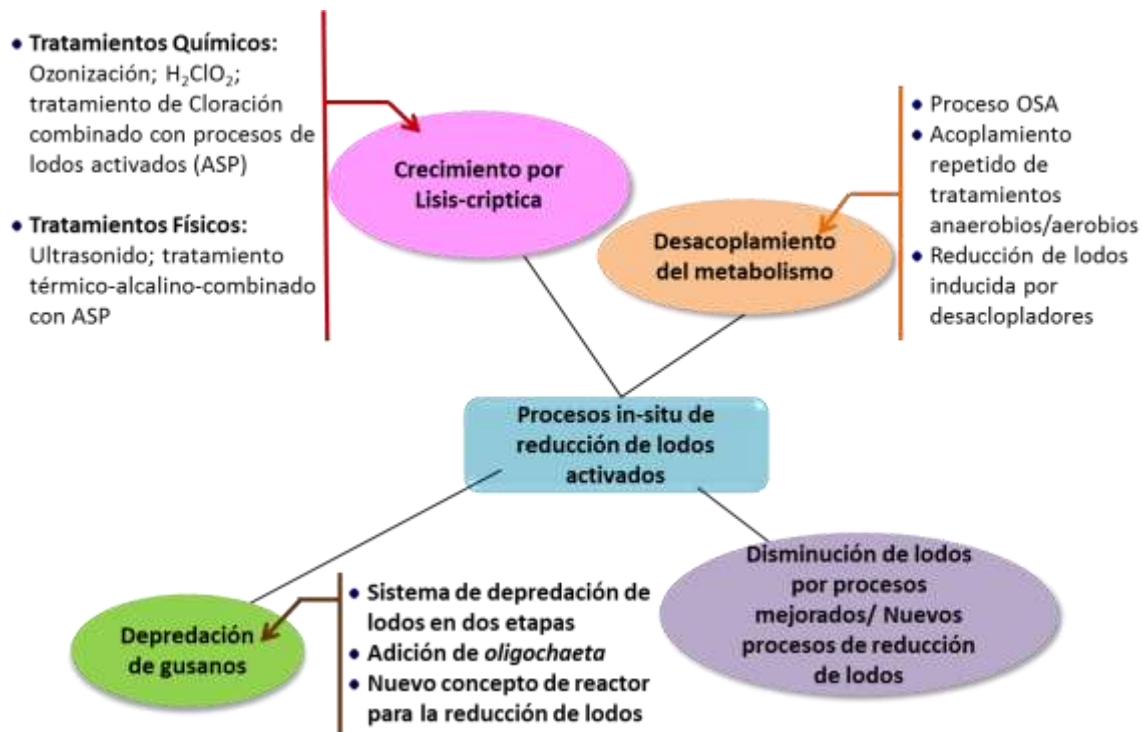 • Tratamientos Químicos:
Ozonización; H₂ClO₂;
tratamiento de Cloración
combinado con procesos de
lodos activados (ASP)
• Tratamientos Físicos:
Ultrasonido; tratamiento
térmico-alcalino-combinado
con ASP
Crecimiento por
Lisis-criptica
Desacoplamiento
del metabolismo
• Proceso OSA
• Acoplamiento
repetido de
tratamientos
anaerobios/aerobios
• Reducción de lodos
inducida por
desaclopladores
Procesos in-situ de
reducción de lodos
activados
Depredación
de gusanos
• Sistema de depredación de
lodos en dos etapas
• Adición de oligochaeta
• Nuevo concepto de reactor
para la reducción de lodos
Disminución de lodos
por procesos
mejorados/ Nuevos
procesos de reducción
de lodos